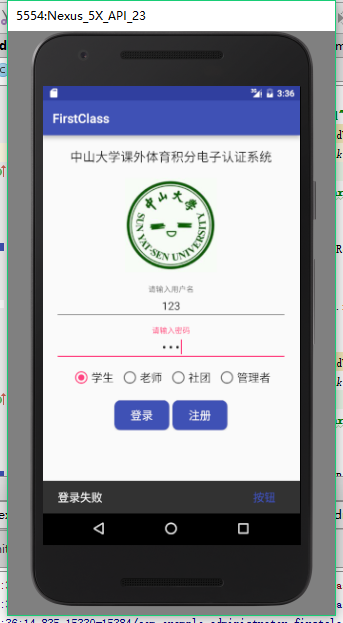 5554:Nexus_5X_API_23
3:36
FirstClass
中山大学课外体育积分电子认证系统
中山大学
SUN YAT-SEN UNIVERSITY
请输入用户名
123
请输入密码
•••
学生 老师 社团 管理者
登录 注册
登录失败 按钮